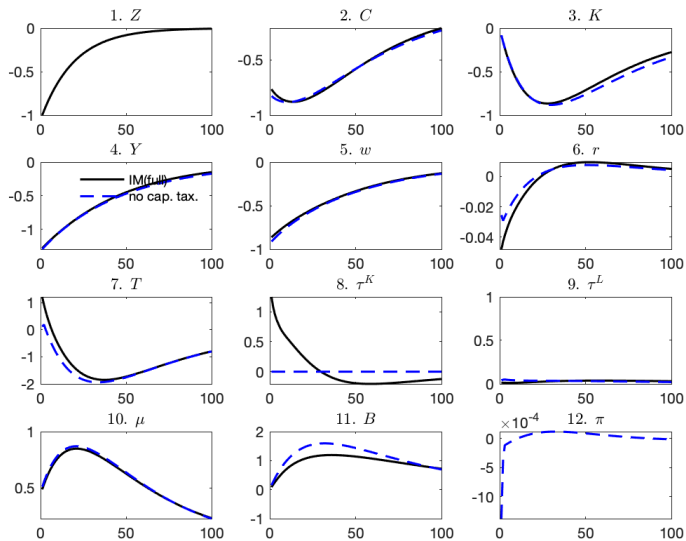 1. Z
2. C
3. K
0
-0.5
-1
0 50 100
-0.5
-1
0 50 100
0
-0.5
-1
0 50 100
4. Y
5. w
6. r
0
-0.5
-1
0 50 100
IM(full)
no cap. tax.
0
-0.5
-1
0 50 100
0
-0.02
-0.04
0 50 100
7. T
8. τ^K
9. τ^L
1
0
-1
-2
0 50 100
1
0.5
0
0 50 100
1
0.5
0
0 50 100
10. μ
11. B
12. π
1
0.5
0 50 100
2
1
0
-1
0 50 100
×10^-4
0
-5
-10
0 50 100